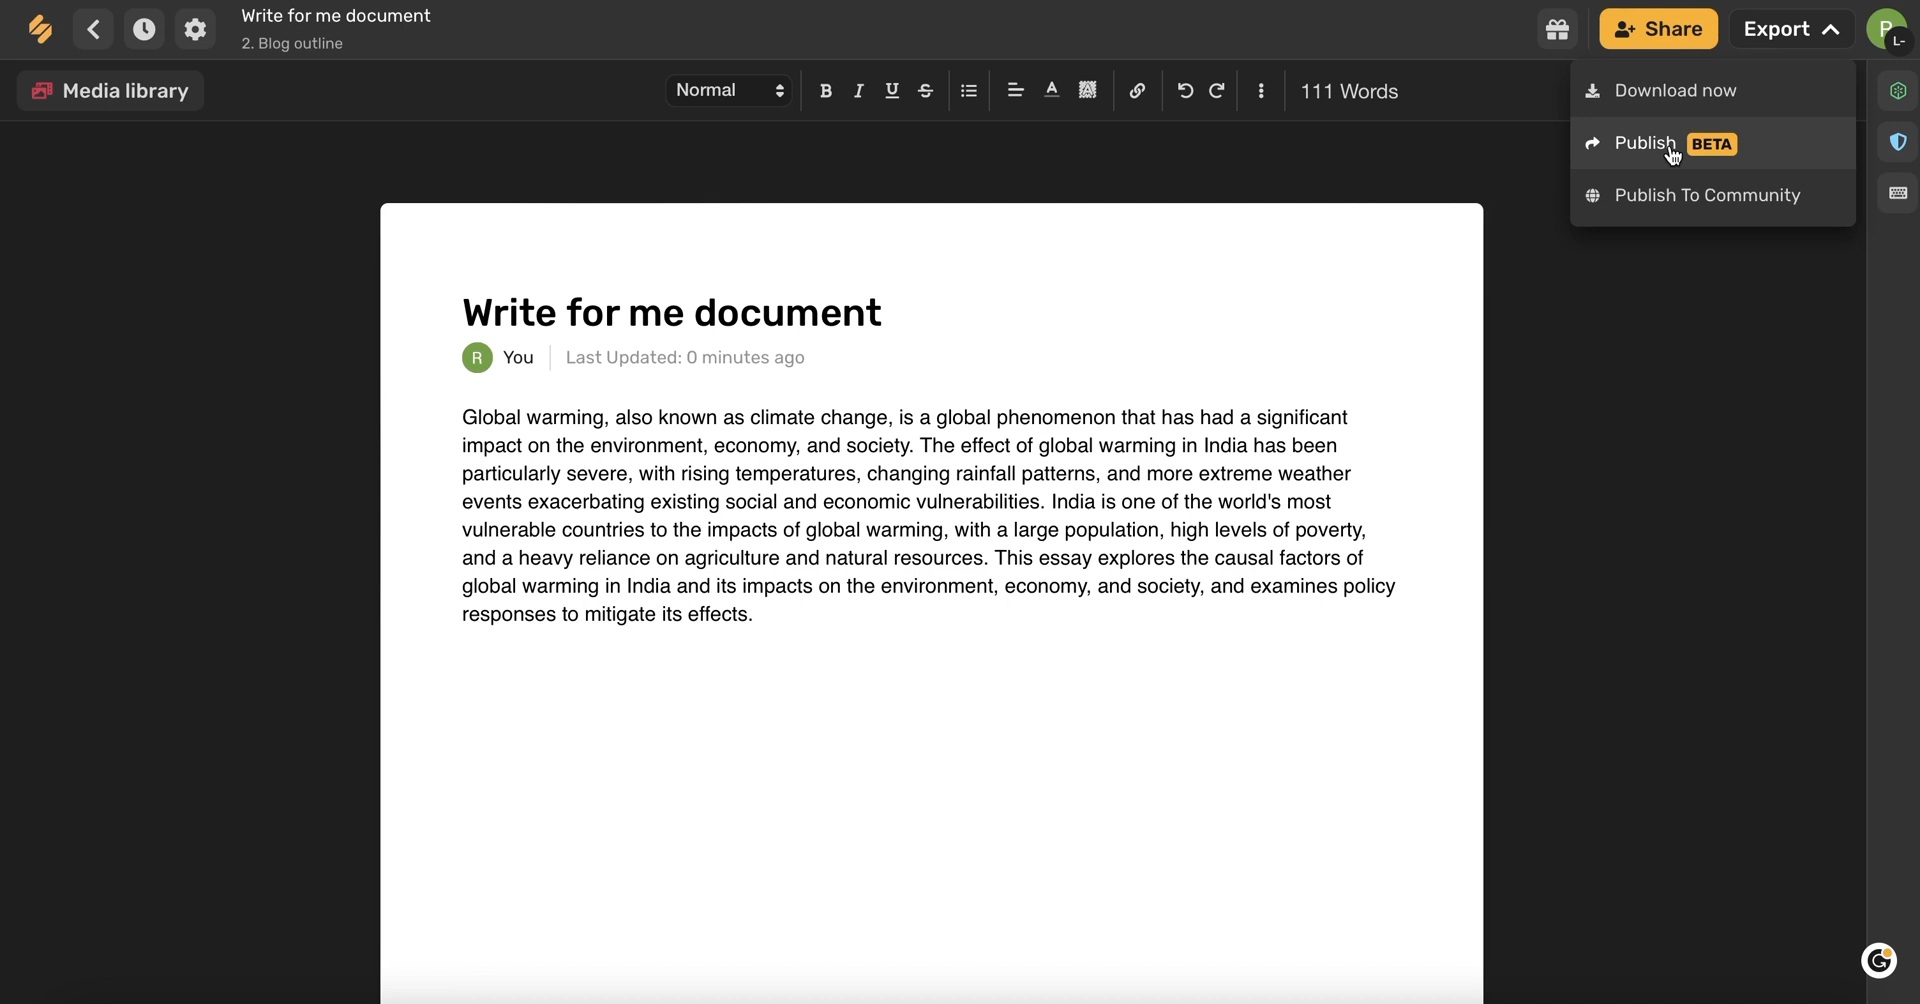 Write for me document
2. Blog outline
Share
Export
R
L-
Media library
Normal
B
I
U
S
A
111 Words
Download now
Publish BETA
Publish To Community
Write for me document
R You Last Updated: 0 minutes ago
Global warming, also known as climate change, is a global phenomenon that has had a significant
impact on the environment, economy, and society. The effect of global warming in India has been
particularly severe, with rising temperatures, changing rainfall patterns, and more extreme weather
events exacerbating existing social and economic vulnerabilities. India is one of the world's most
vulnerable countries to the impacts of global warming, with a large population, high levels of poverty,
and a heavy reliance on agriculture and natural resources. This essay explores the causal factors of
global warming in India and its impacts on the environment, economy, and society, and examines policy
responses to mitigate its effects.